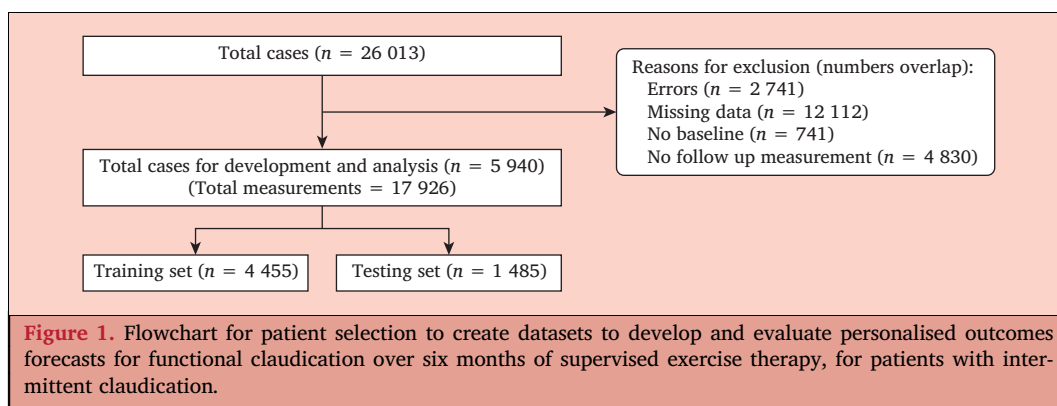 Total cases (n = 26 013)
Reasons for exclusion (numbers overlap):
Errors (n = 2 741)
Missing data (n = 12 112)
No baseline (n = 741)
No follow up measurement (n = 4 830)
Total cases for development and analysis (n = 5 940)
(Total measurements = 17 926)
Training set (n = 4 455)
Testing set (n = 1 485)
Figure 1. Flowchart for patient selection to create datasets to develop and evaluate personalised outcomes
forecasts for functional claudication over six months of supervised exercise therapy, for patients with inter-
mittent claudication.